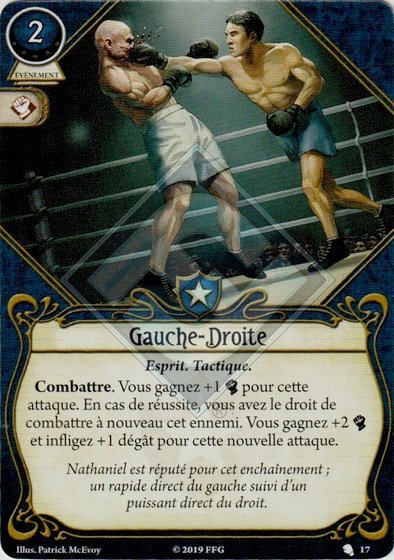 2
ÉVÉNEMENT
Gauche-Droite
Esprit. Tactique.
Combattre. Vous gagnez +1 pour cette
attaque. En cas de réussite, vous avez le droit de
combattre à nouveau cet ennemi. Vous gagnez +2
et infligez +1 dégât pour cette nouvelle attaque.
Nathaniel est réputé pour cet enchaînement ;
un rapide direct du gauche suivi d'un
puissant direct du droit.
Illus. Patrick McEvoy © 2019 FFG 17